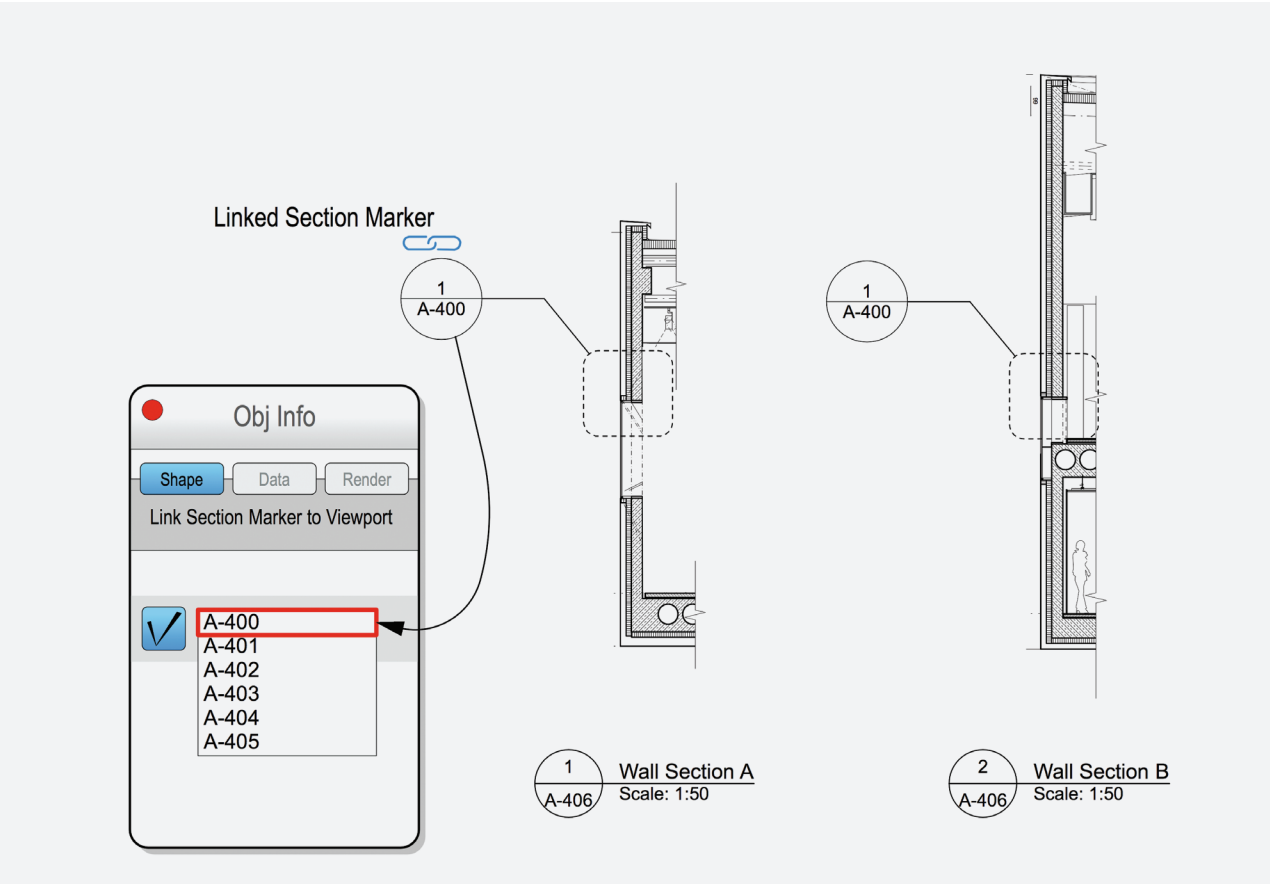 Linked Section Marker
1
A-400
1
A-400
Obj Info
Shape
Data
Render
Link Section Marker to Viewport
A-400
A-401
A-402
A-403
A-404
A-405
1
A-406
Wall Section A
Scale: 1:50
2
A-406
Wall Section B
Scale: 1:50